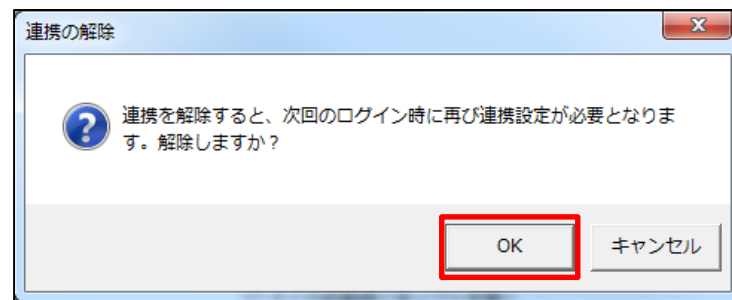 連携の解除
連携を解除すると、次回のログイン時に再び連携設定が必要となりま
す。解除しますか？
OK
キャンセル